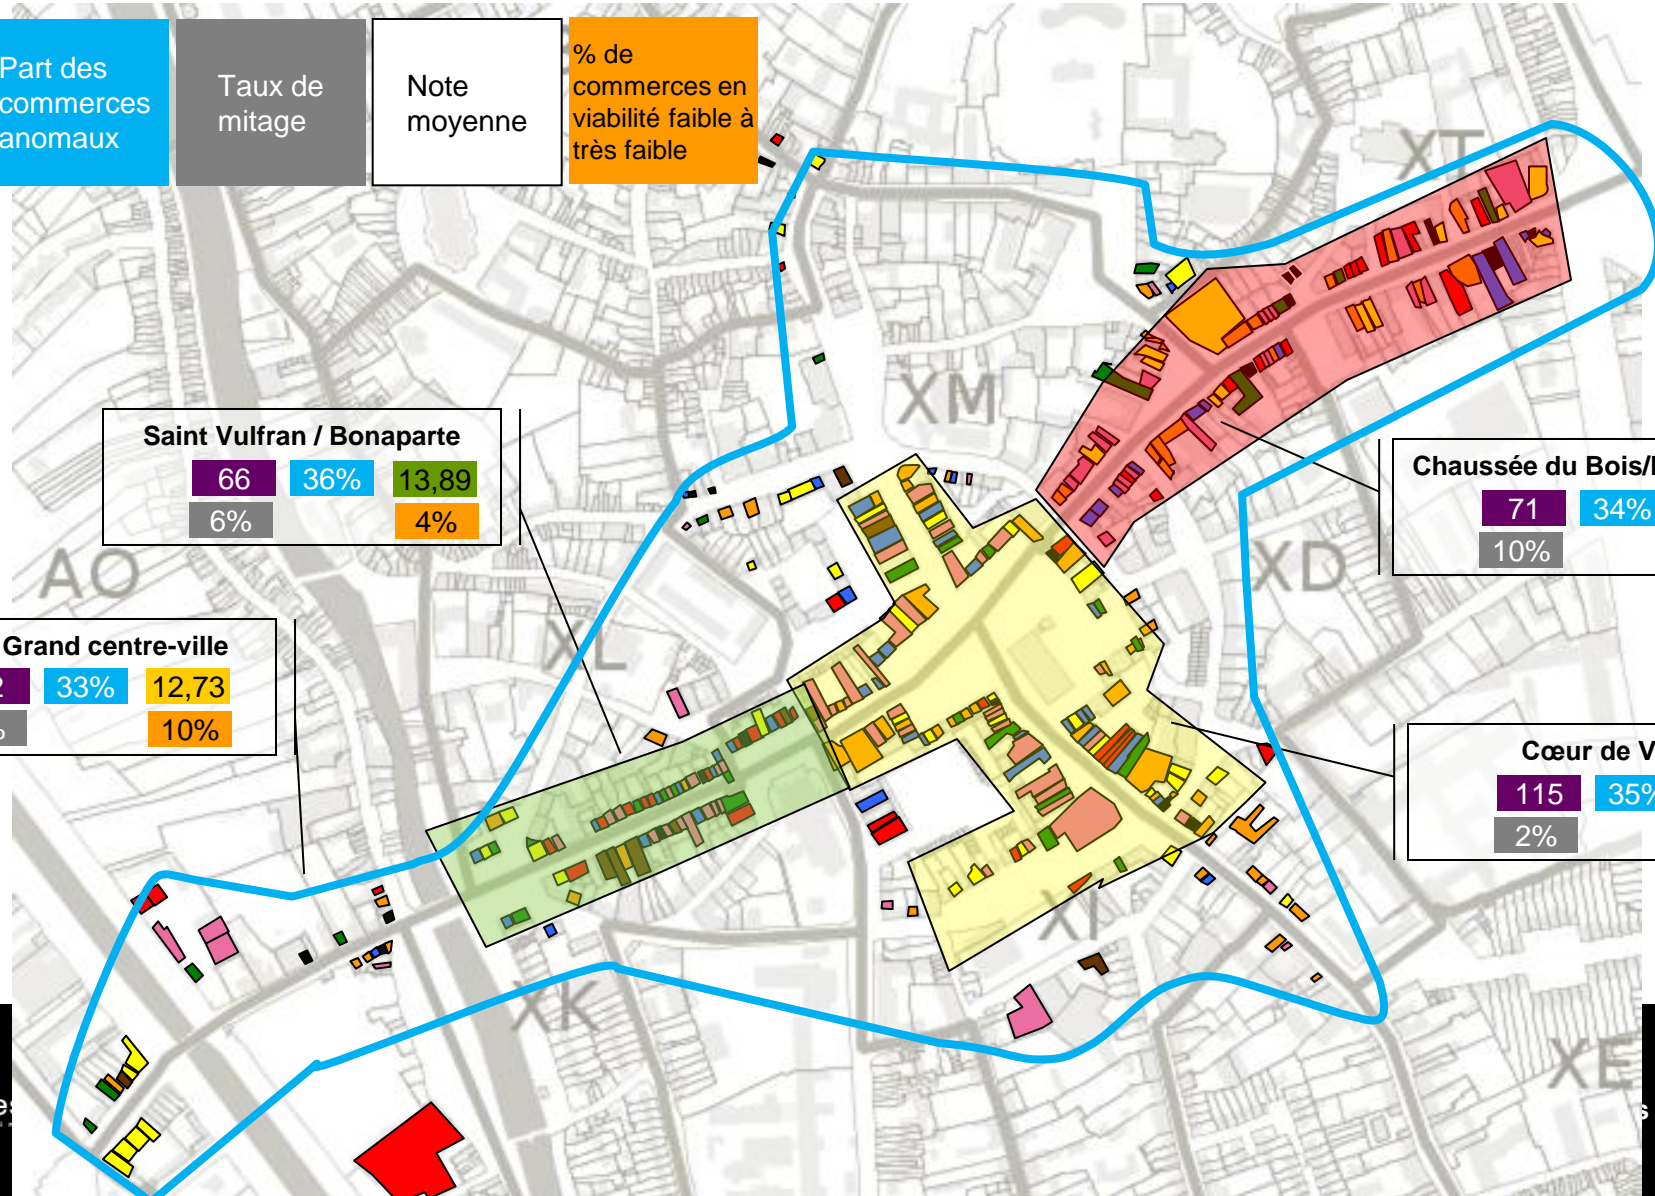 Part des
commerces
anomaux
Taux de
mitage
Note
moyenne
% de
commerces en
viabilité faible à
très faible
XT
XM
Saint Vulfran / Bonaparte
66 36% 13,89
6% 4%
Chaussée du Bois/
71 34%
10%
AO
XD
XL
Grand centre-ville
2 33% 12,73
% 10%
Cœur de V
115 35%
2%
XI
XK
XE
es
s